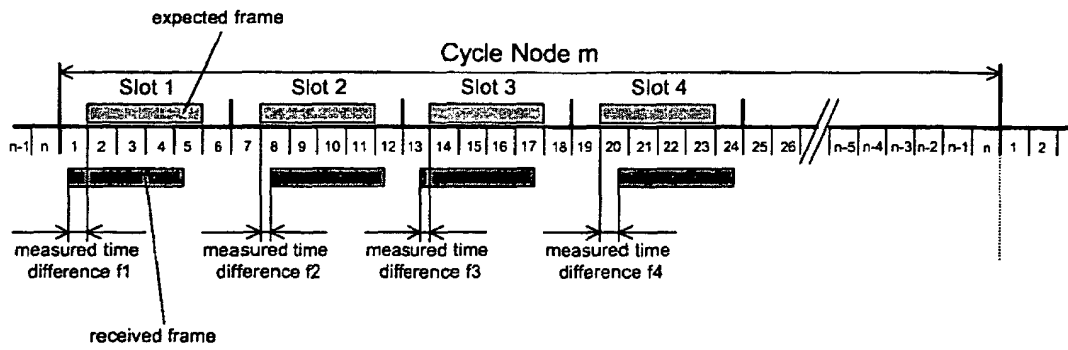 expected frame
Cycle Node m
Slot 1 Slot 2 Slot 3 Slot 4
n-1 n 1 2 3 4 5 6 7 8 9 10 11 12 13 14 15 16 17 18 19 20 21 22 23 24 25 26 n-5 n-4 n-3 n-2 n-1 n 1 2
measured time difference f1
measured time difference f2
measured time difference f3
measured time difference f4
received frame